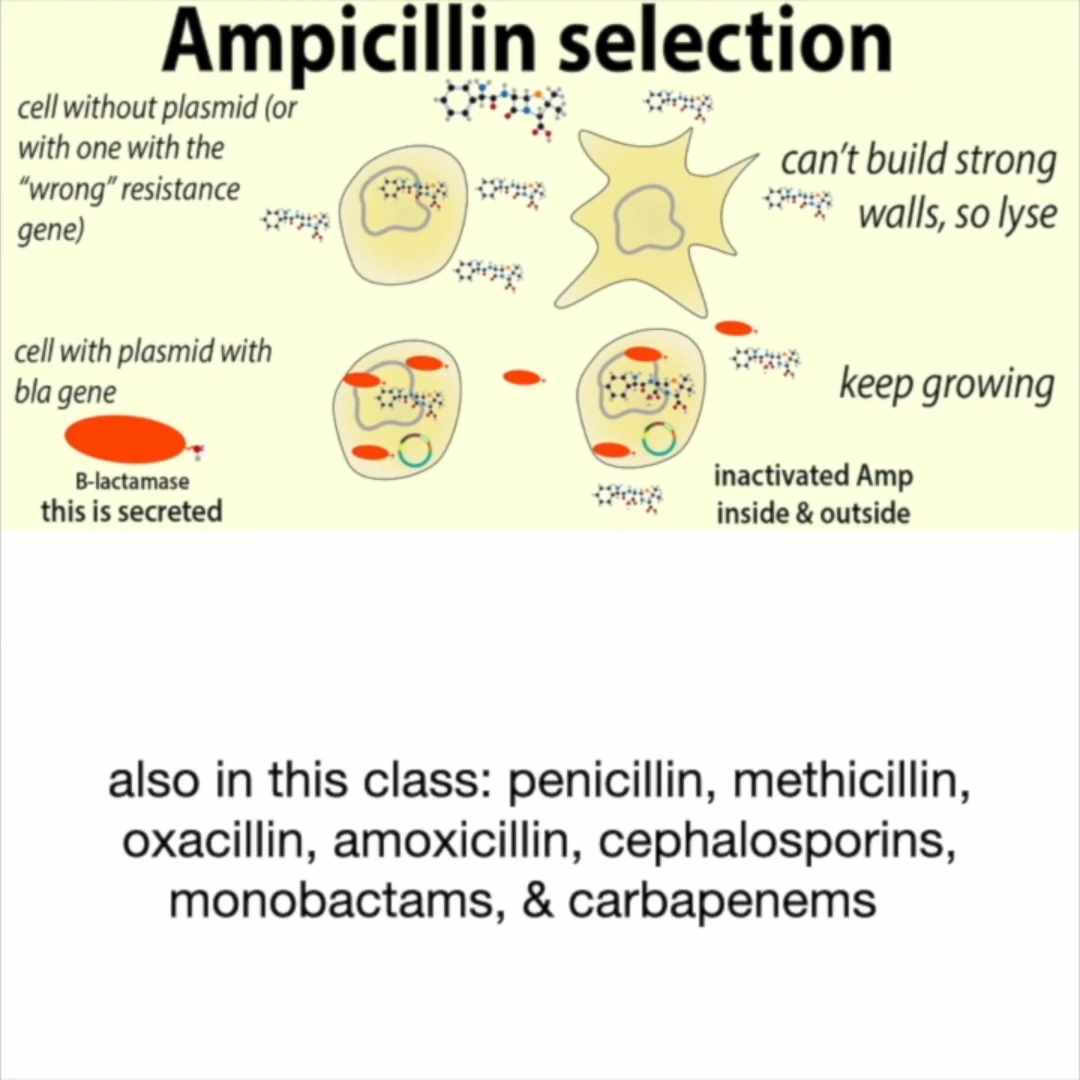 Ampicillin selection
cell without plasmid (or
with one with the
“wrong” resistance
gene)
can’t build strong
walls, so lyse
cell with plasmid with
bla gene
keep growing
B-lactamase
this is secreted
inactivated Amp
inside & outside
also in this class: penicillin, methicillin,
oxacillin, amoxicillin, cephalosporins,
monobactams, & carbapenems